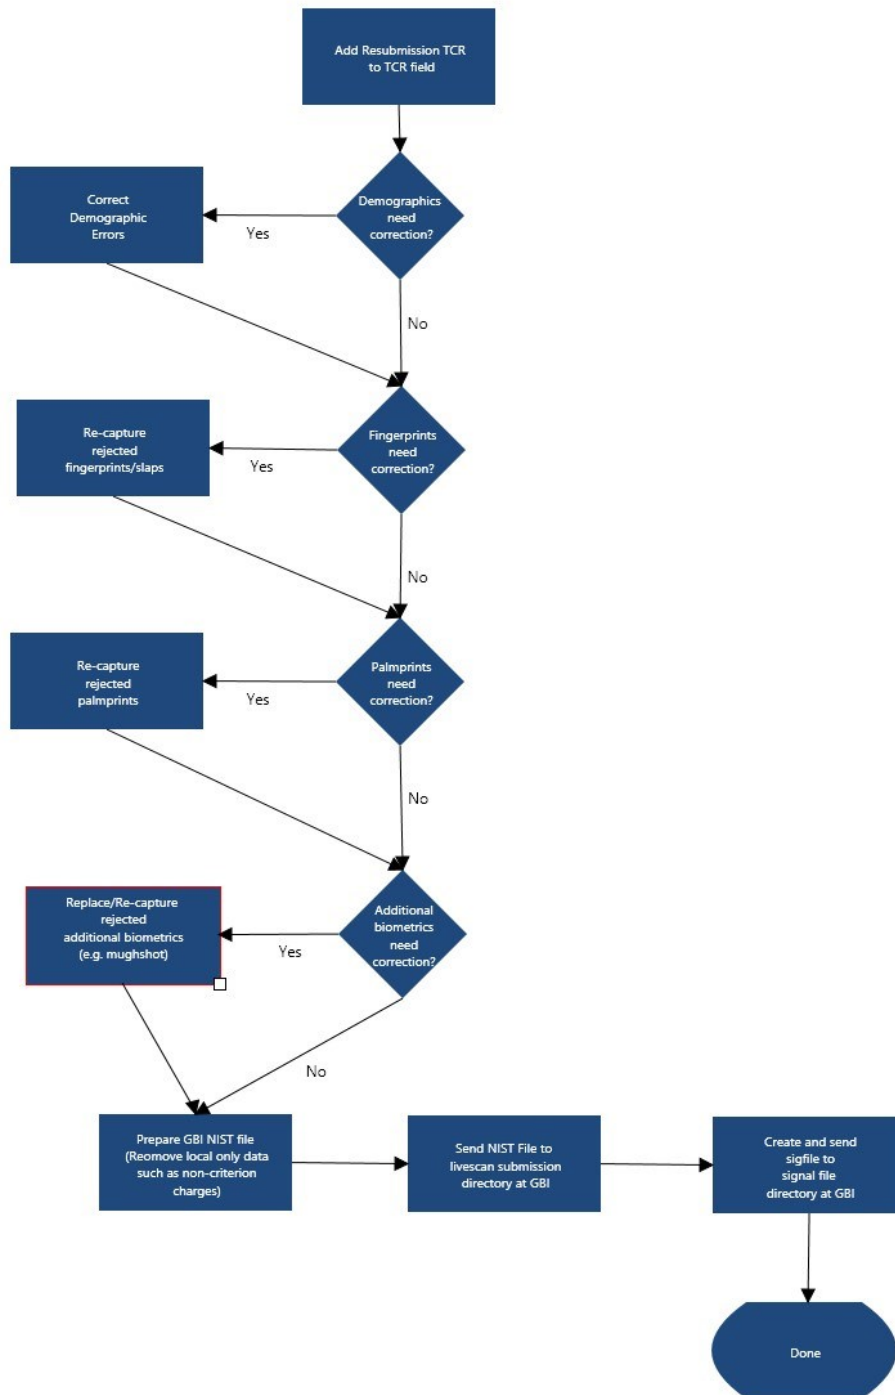 Add Resubmission TCR
to TCR field
Demographics
need
correction?
Yes
Correct
Demographic
Errors
No
Fingerprints
need
correction?
Yes
Re-capture
rejected
fingerprints/slaps
No
Palmprints
need
correction?
Yes
Re-capture
rejected
palmprints
No
Additional
biometrics
need
correction?
Yes
Replace/Re-capture
rejected
additional biometrics
(e.g. mughshot)
No
Prepare GBI NIST file
(Reomove local only data
such as non-criterion
charges)
Send NIST File to
livescan submission
directory at GBI
Create and send
sigfile to
signal file
directory at GBI
Done